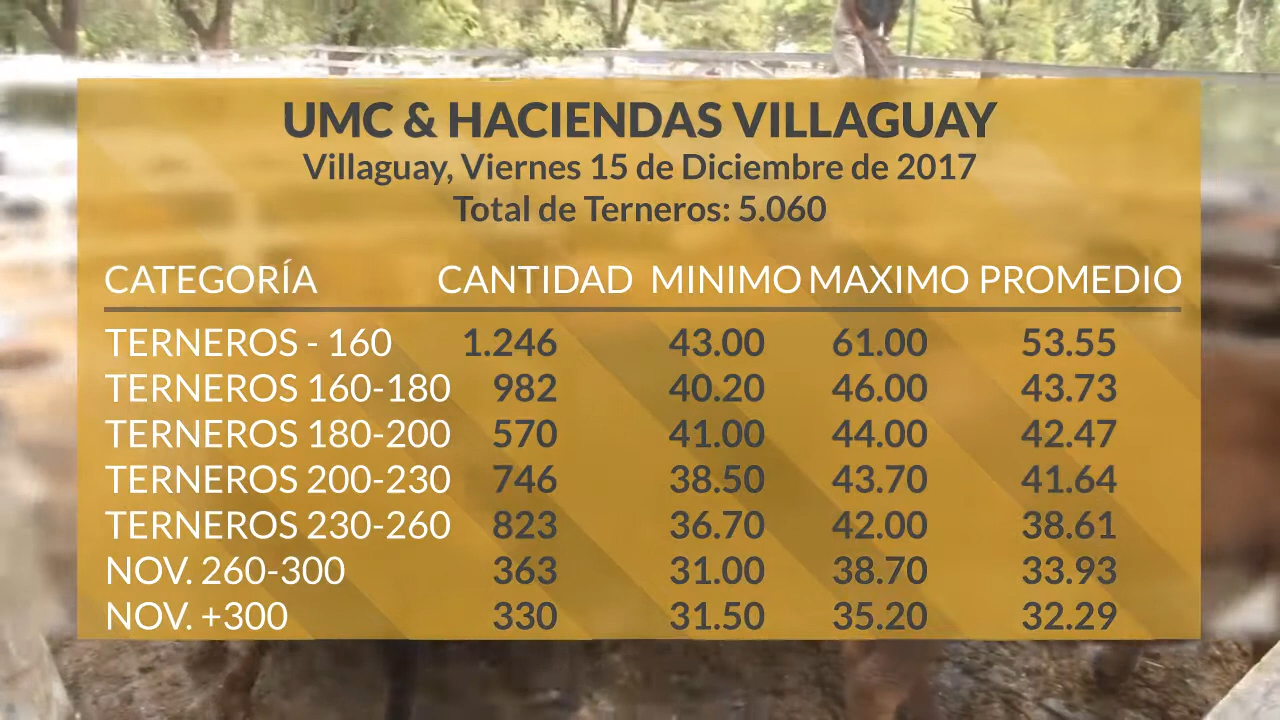 UMC & HACIENDAS VILLAGUAY
Villaguay, Viernes 15 de Diciembre de 2017
Total de Terneros: 5.060
CATEGORÍA CANTIDAD MINIMO MAXIMO PROMEDIO
TERNEROS - 160 1.246 43.00 61.00 53.55
TERNEROS 160-180 982 40.20 46.00 43.73
TERNEROS 180-200 570 41.00 44.00 42.47
TERNEROS 200-230 746 38.50 43.70 41.64
TERNEROS 230-260 823 36.70 42.00 38.61
NOV. 260-300 363 31.00 38.70 33.93
NOV. +300 330 31.50 35.20 32.29